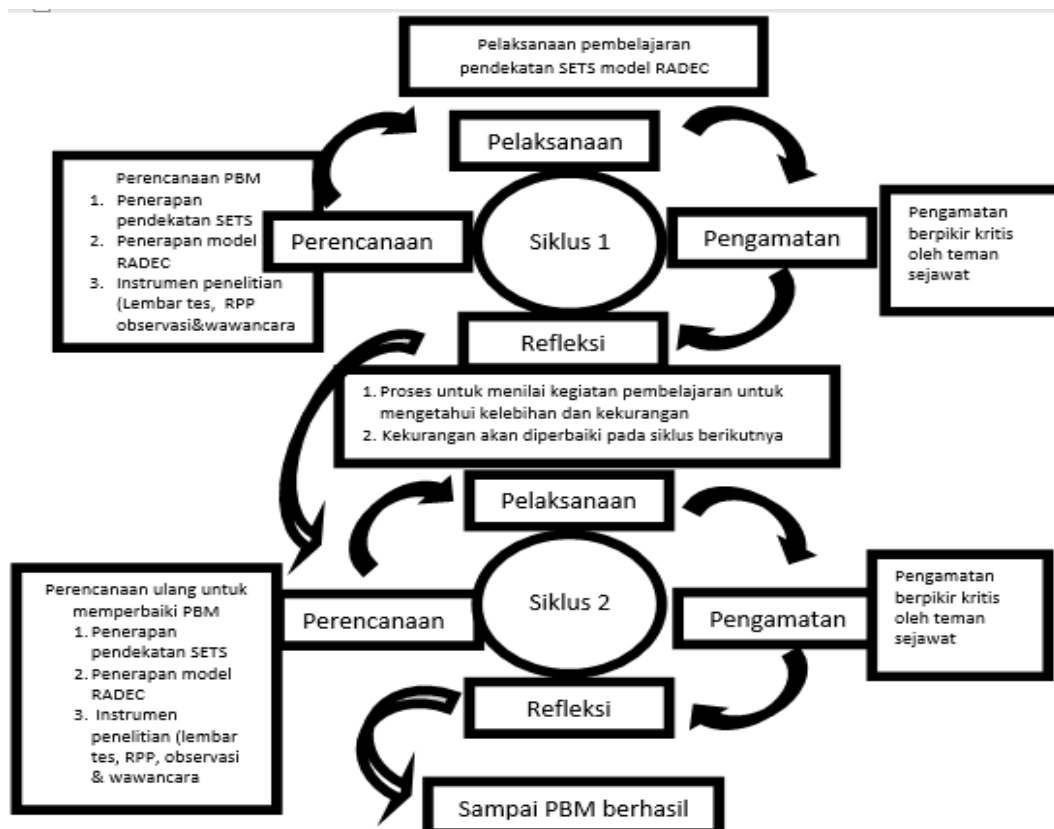 Pelaksanaan pembelajaran
pendekatan SETS model RADEC
Pelaksanaan
Perencanaan PBM
1. Penerapan
pendekatan SETS
2. Penerapan model
RADEC
3. Instrumen penelitian
(Lembar tes, RPP
observasi&wawancara
Perencanaan
Siklus 1
Pengamatan
Pengamatan
berpikir kritis
oleh teman
sejawat
Refleksi
1. Proses untuk menilai kegiatan pembelajaran untuk
mengetahui kelebihan dan kekurangan
2. Kekurangan akan diperbaiki pada siklus berikutnya
Pelaksanaan
Perencanaan ulang untuk
memperbaiki PBM
1. Penerapan
pendekatan SETS
2. Penerapan model
RADEC
3. Instrumen
penelitian (lembar
tes, RPP, observasi
& wawancara
Perencanaan
Siklus 2
Pengamatan
Pengamatan
berpikir kritis
oleh teman
sejawat
Refleksi
Sampai PBM berhasil